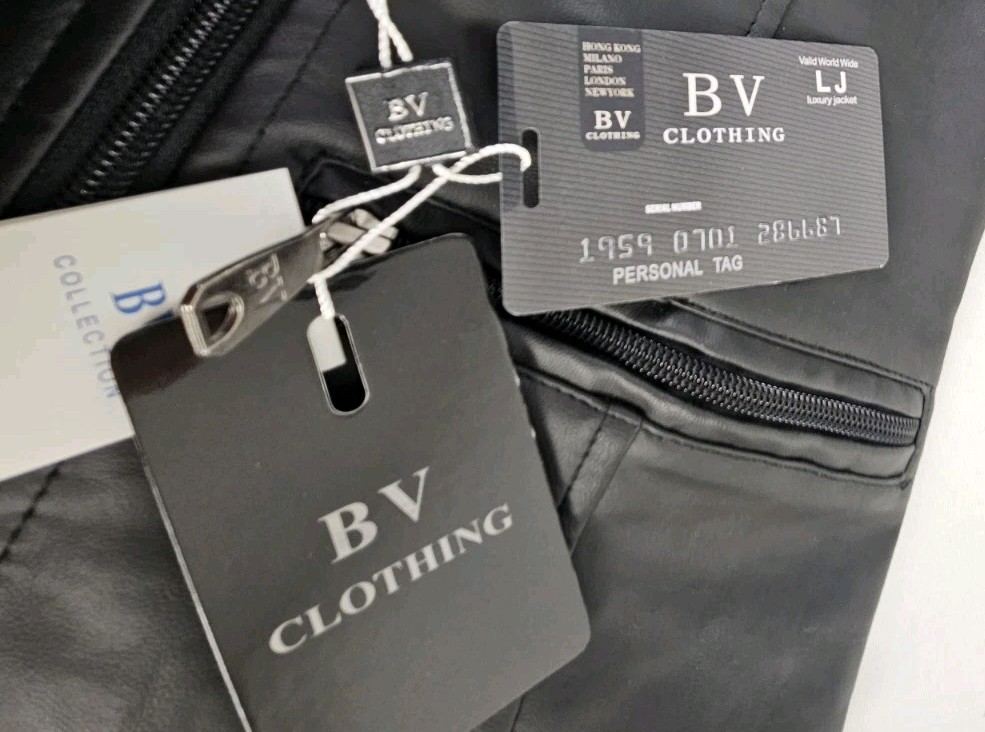 BV
CLOTHING
HONG KONG
MILANO
PARIS
LONDON
NEWYORK
BV
CLOTHING
BV
CLOTHING
Valid World Wide
LJ
luxury jacket
SERIAL NUMBER
1959 0701 286687
PERSONAL TAG
BV
COLLECTION
BV
BV
CLOTHING